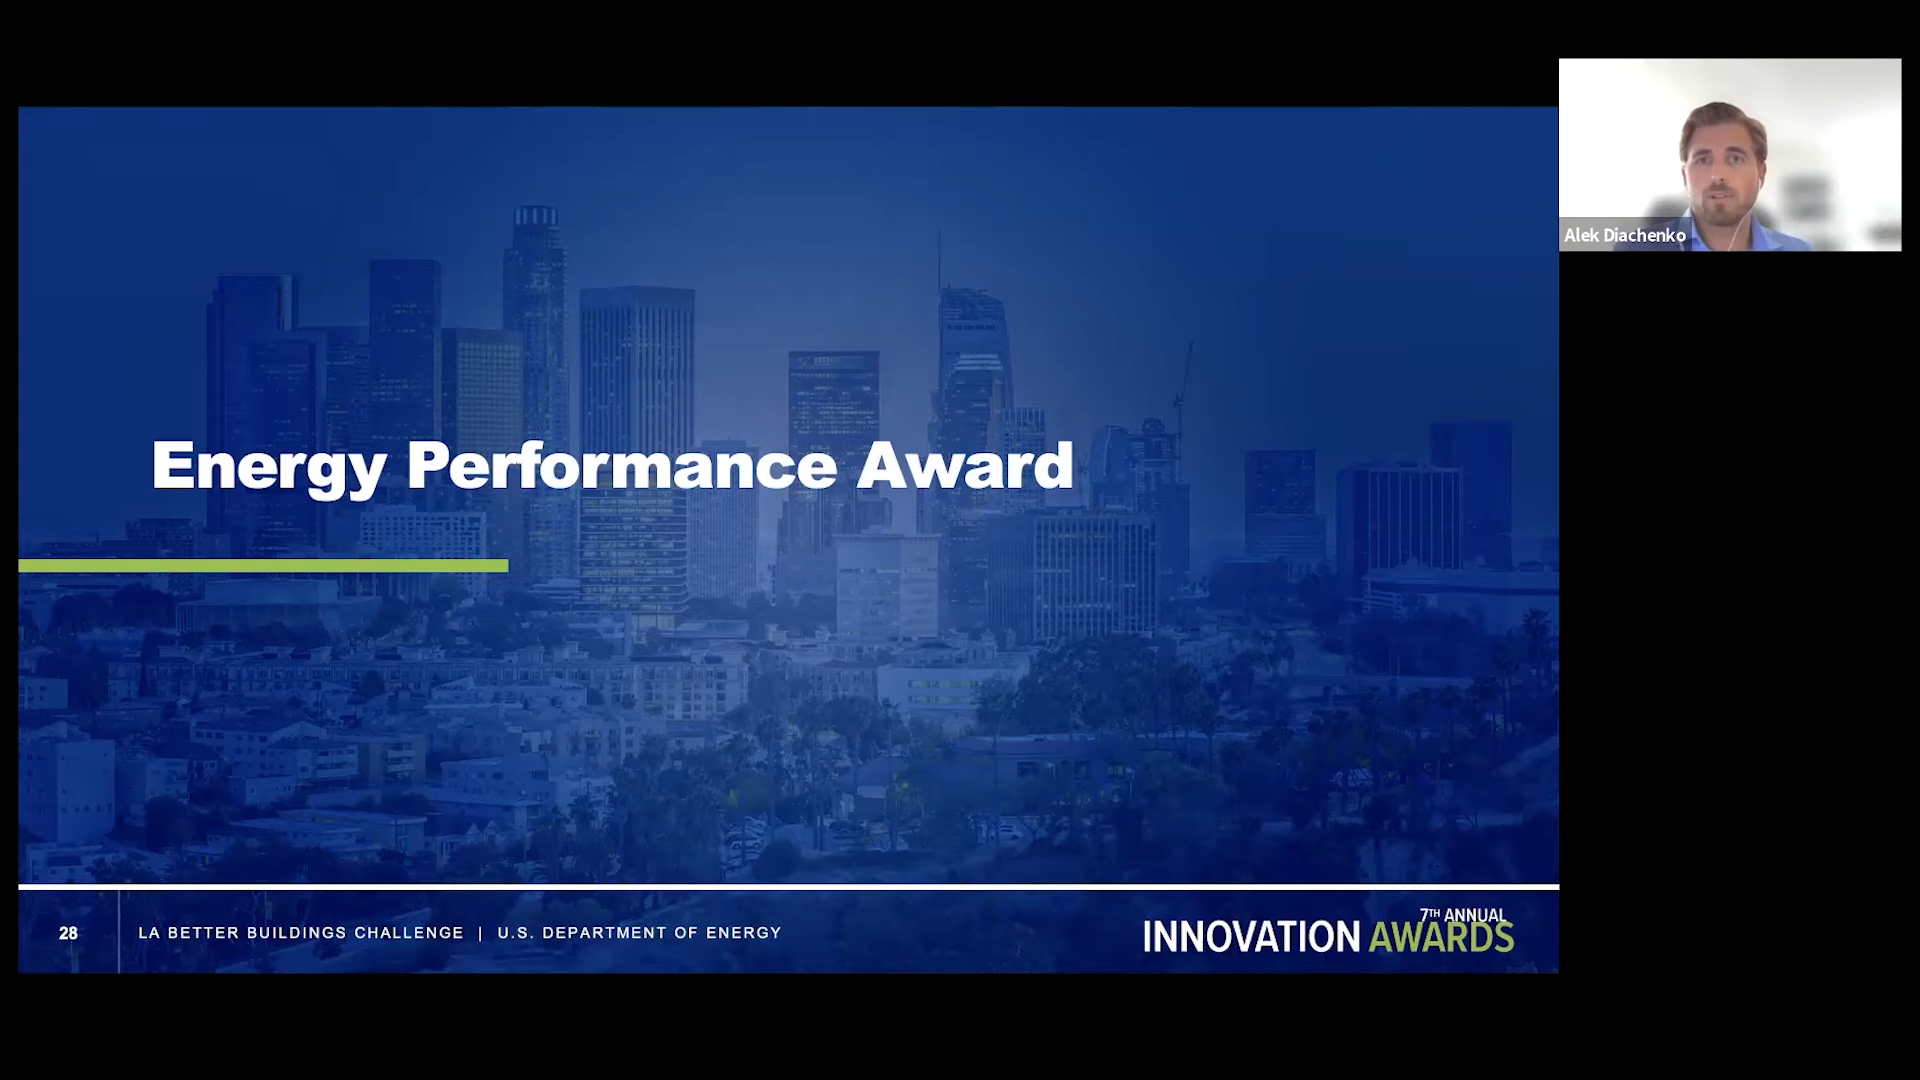 Alek Diachenko
Energy Performance Award
28
LA BETTER BUILDINGS CHALLENGE | U.S. DEPARTMENT OF ENERGY
7TH ANNUAL
INNOVATION AWARDS